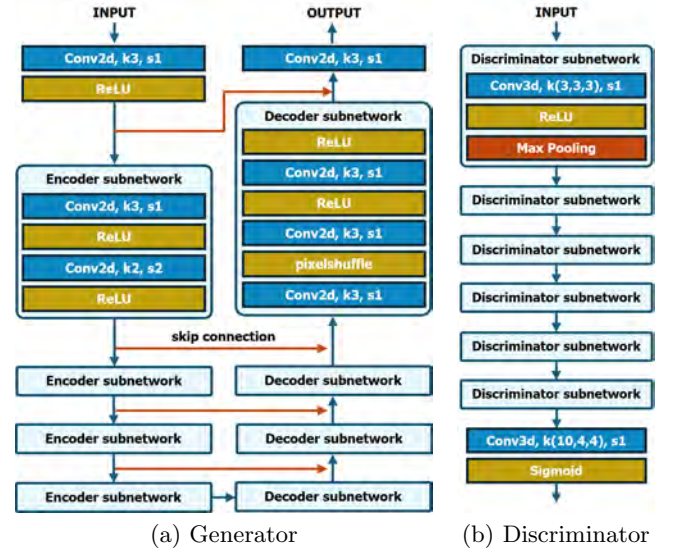 INPUT
Conv2d, k3, s1
ReLU
Encoder subnetwork
Conv2d, k3, s1
ReLU
Conv2d, k2, s2
ReLU
skip connection
Encoder subnetwork
Encoder subnetwork
Encoder subnetwork
OUTPUT
Conv2d, k3, s1
Decoder subnetwork
ReLU
Conv2d, k3, s1
ReLU
Conv2d, k3, s1
pixelshuffle
Conv2d, k3, s1
Decoder subnetwork
Decoder subnetwork
Decoder subnetwork
(a) Generator
INPUT
Discriminator subnetwork
Conv3d, k(3,3,3), s1
ReLU
Max Pooling
Discriminator subnetwork
Discriminator subnetwork
Discriminator subnetwork
Discriminator subnetwork
Discriminator subnetwork
Conv3d, k(10,4,4), s1
Sigmoid
(b) Discriminator